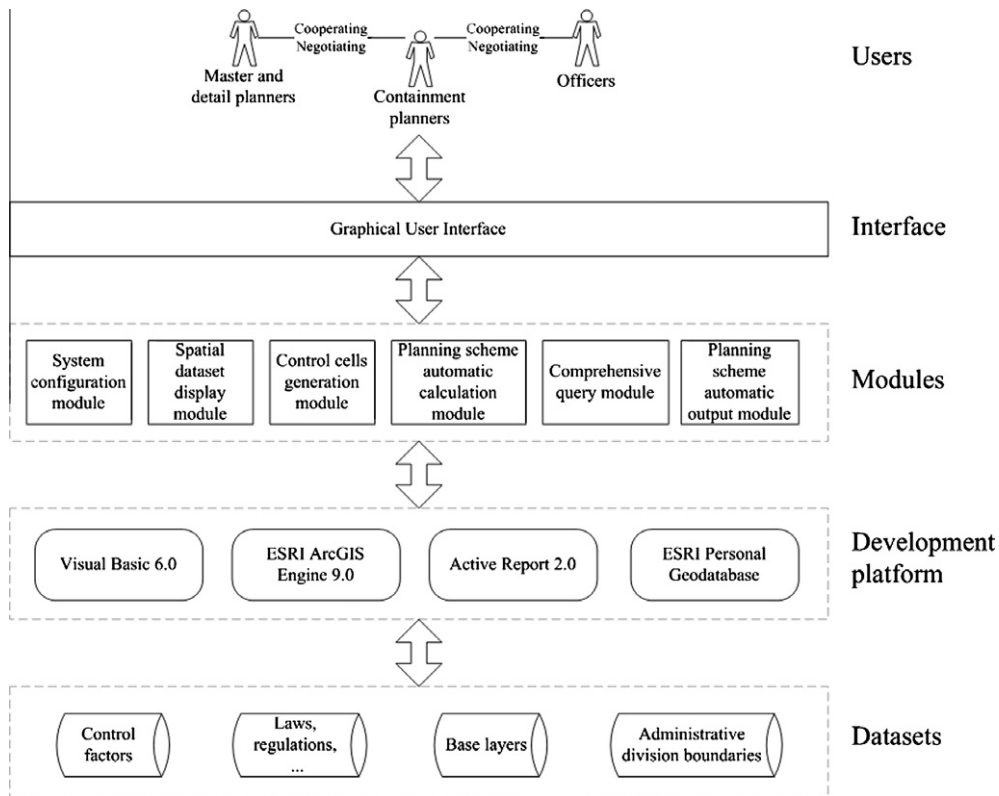 Cooperating
Negotiating
Cooperating
Negotiating
Users
Master and
detail planners
Containment
planners
Officers
Graphical User Interface
Interface
System
configuration
module
Spatial
dataset
display
module
Control cells
generation
module
Planning scheme
automatic
calculation
module
Comprehensive
query module
Planning
scheme
automatic
output module
Modules
Visual Basic 6.0
ESRI ArcGIS
Engine 9.0
Active Report 2.0
ESRI Personal
Geodatabase
Development
platform
Control
factors
Laws,
regulations,
...
Base layers
Administrative
division boundaries
Datasets